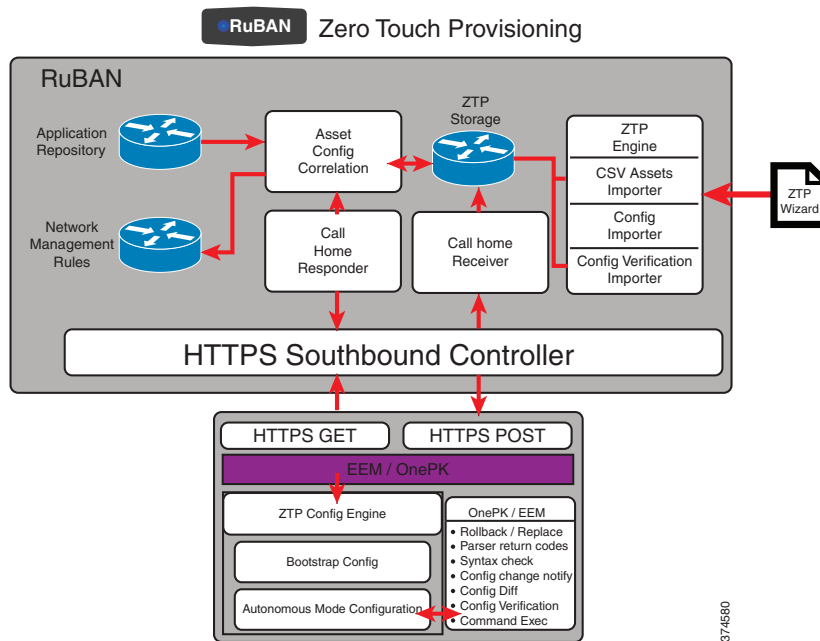 RuBAN
Zero Touch Provisioning
RuBAN
Application
Repository
Network
Management
Rules
Asset
Config
Correlation
ZTP
Storage
ZTP
Engine
CSV Assets
Importer
Config
Importer
Config Verification
Importer
ZTP
Wizard
Call
Home
Responder
Call home
Receiver
HTTPS Southbound Controller
HTTPS GET
HTTPS POST
EEM / OnePK
ZTP Config Engine
Bootstrap Config
Autonomous Mode Configuration
OnePK / EEM
• Rollback / Replace
• Parser return codes
• Syntax check
• Config change notify
• Config Diff
• Config Verification
• Command Exec
374580